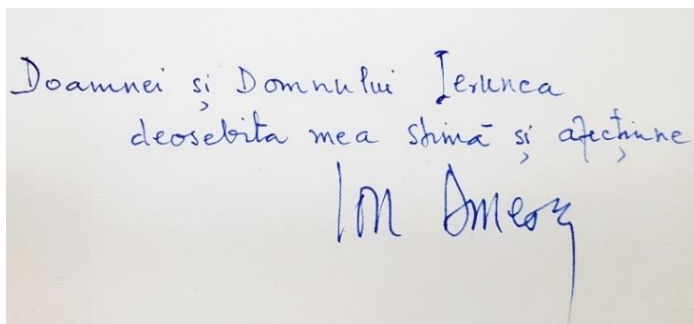 Doamnei și Domnului Ierunca
deosebita mea stimă și afecțiune
Ion